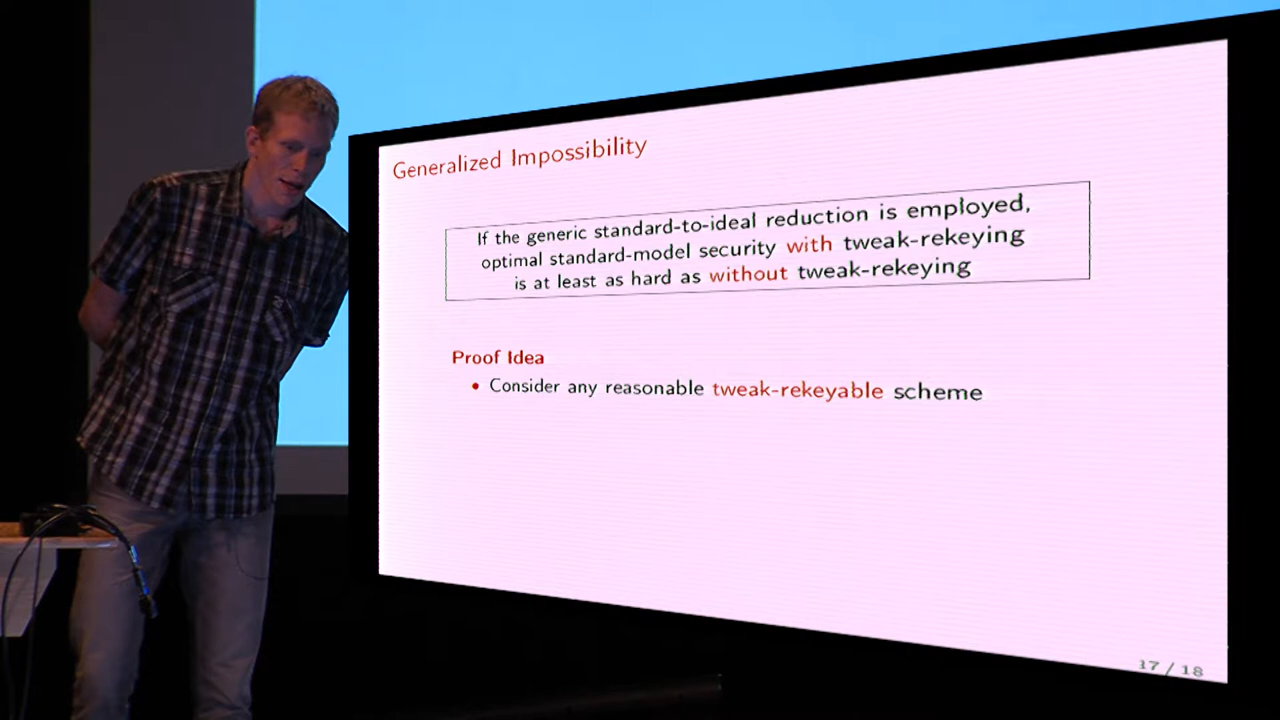 Generalized Impossibility
If the generic standard-to-ideal reduction is employed,
optimal standard-model security with tweak-rekeying
is at least as hard as without tweak-rekeying
Proof Idea
• Consider any reasonable tweak-rekeyable scheme
17 / 18